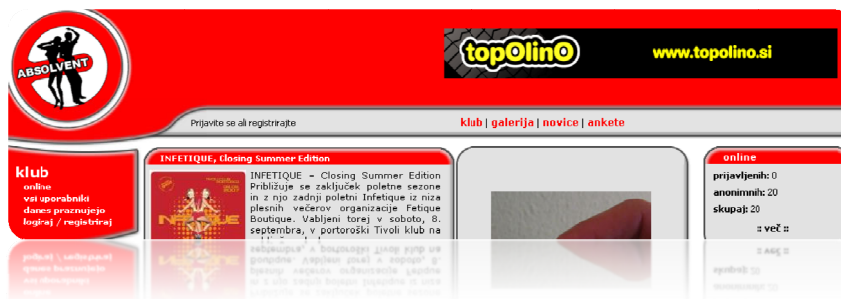 ABSOLVENT
topOlinO
www.topolino.si
Prijavite se ali registrirajte
klub | galerija | novice | ankete
klub
online
vsi uporabniki
danes praznujejo
logiraj / registriraj
INFETIQUE, Closing Summer Edition
INFETIQUE
INFETIQUE - Closing Summer Edition
Približuje se zaključek poletne sezone
in z njo zadnji poletni Infetique iz niza
plesnih večerov organizacije Fetique
Boutique. Vabljeni torej v soboto, 8.
septembra, v portoroški Tivoli klub na
online
prijavljenih: 0
anonimnih: 20
skupaj: 20
:: več ::